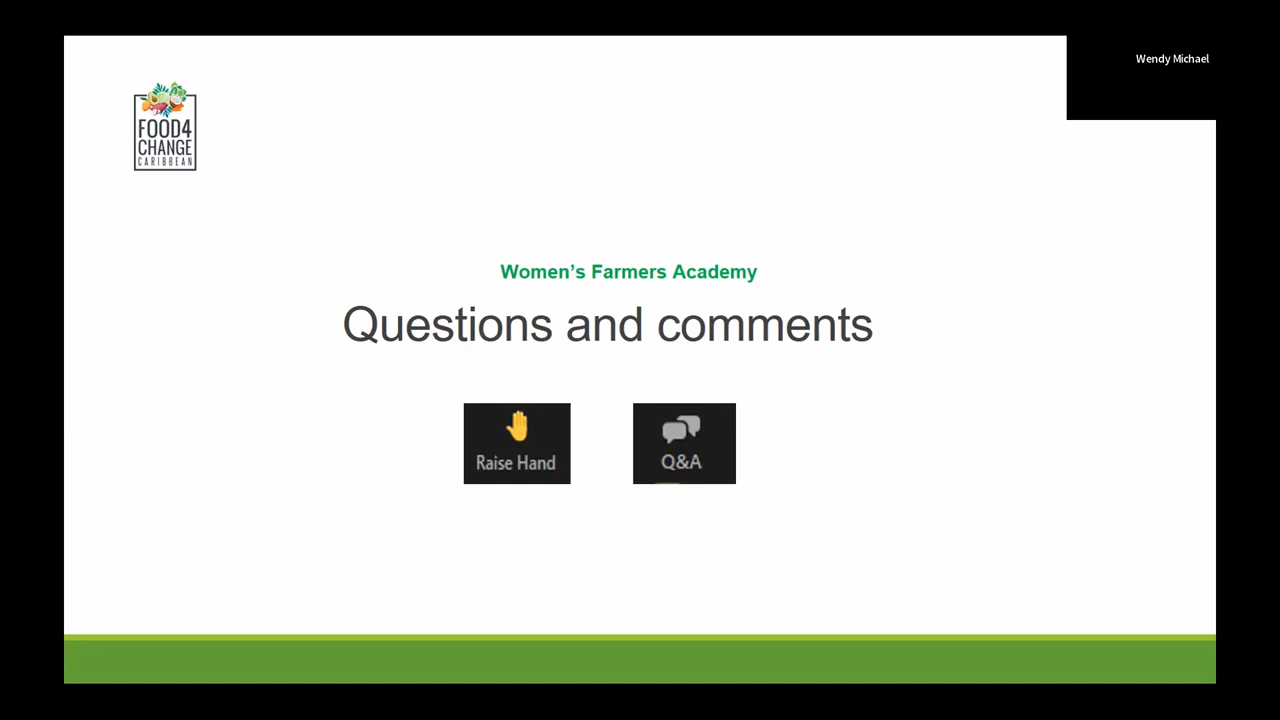 Wendy Michael
FOOD4
CHANGE
CARIBBEAN
Women’s Farmers Academy
Questions and comments
Raise Hand
Q&A